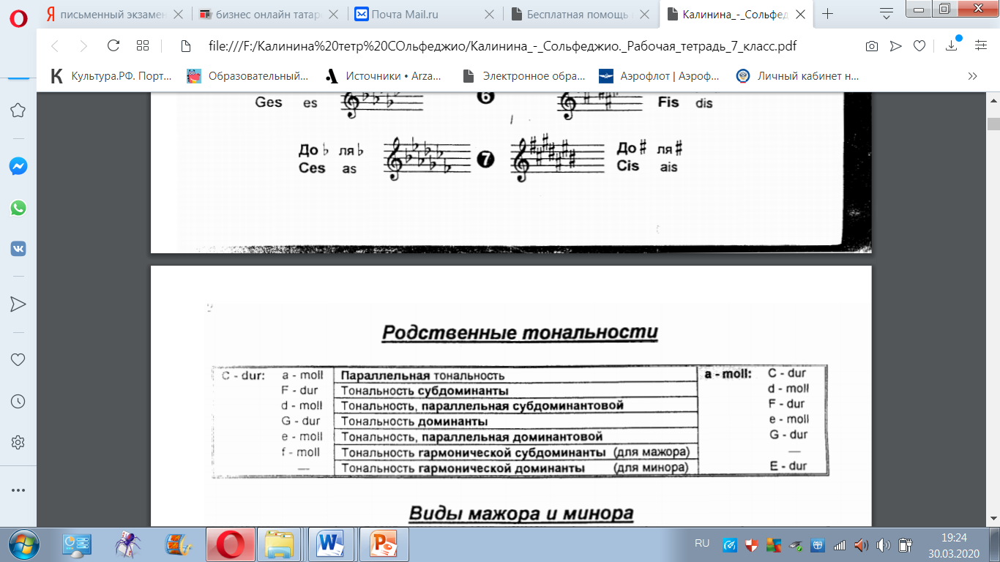 письменный экзамен
бизнес онлайн татар
Почта Mail.ru
Бесплатная помощь
Калинина_-_Сольфед
file:///F:/Калинина%20тетр%20СОльфеджио/Калинина_-_Сольфеджио._Рабочая_тетрадь_7_класс.pdf
Культура.РФ. Порт...
Образовательный...
Источники • Arza...
Электронное обра...
Аэрофлот | Аэроф...
Личный кабинет н...
»
Ges es 6 Fis dis
До ♭ ля ♭ 7 До ♯ ля ♯
Ces as Cis ais
2
Родственные тональности
C - dur: a - moll Параллельная тональность a - moll: C - dur
F - dur Тональность субдоминанты d - moll
d - moll Тональность, параллельная субдоминантовой F - dur
G - dur Тональность доминанты e - moll
e - moll Тональность, параллельная доминантовой G - dur
f - moll Тональность гармонической субдоминанты (для мажора) —
— Тональность гармонической доминанты (для минора) E - dur
Виды мажора и минора
RU
19:24
30.03.2020